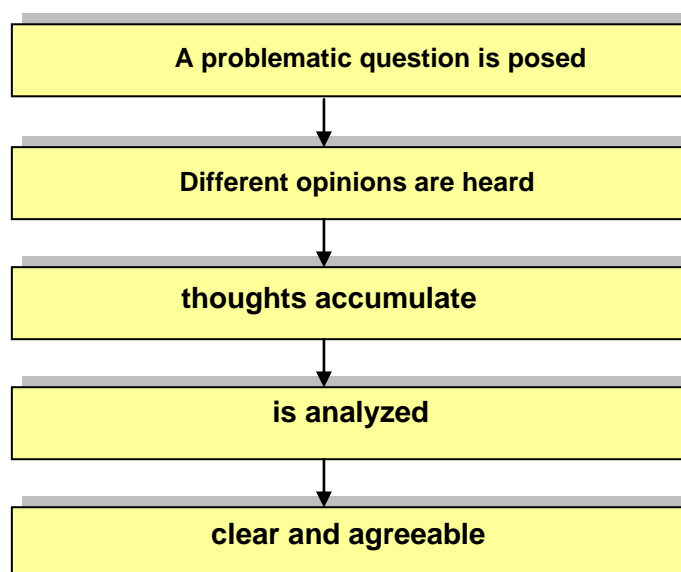 A problematic question is posed
Different opinions are heard
thoughts accumulate
is analyzed
clear and agreeable